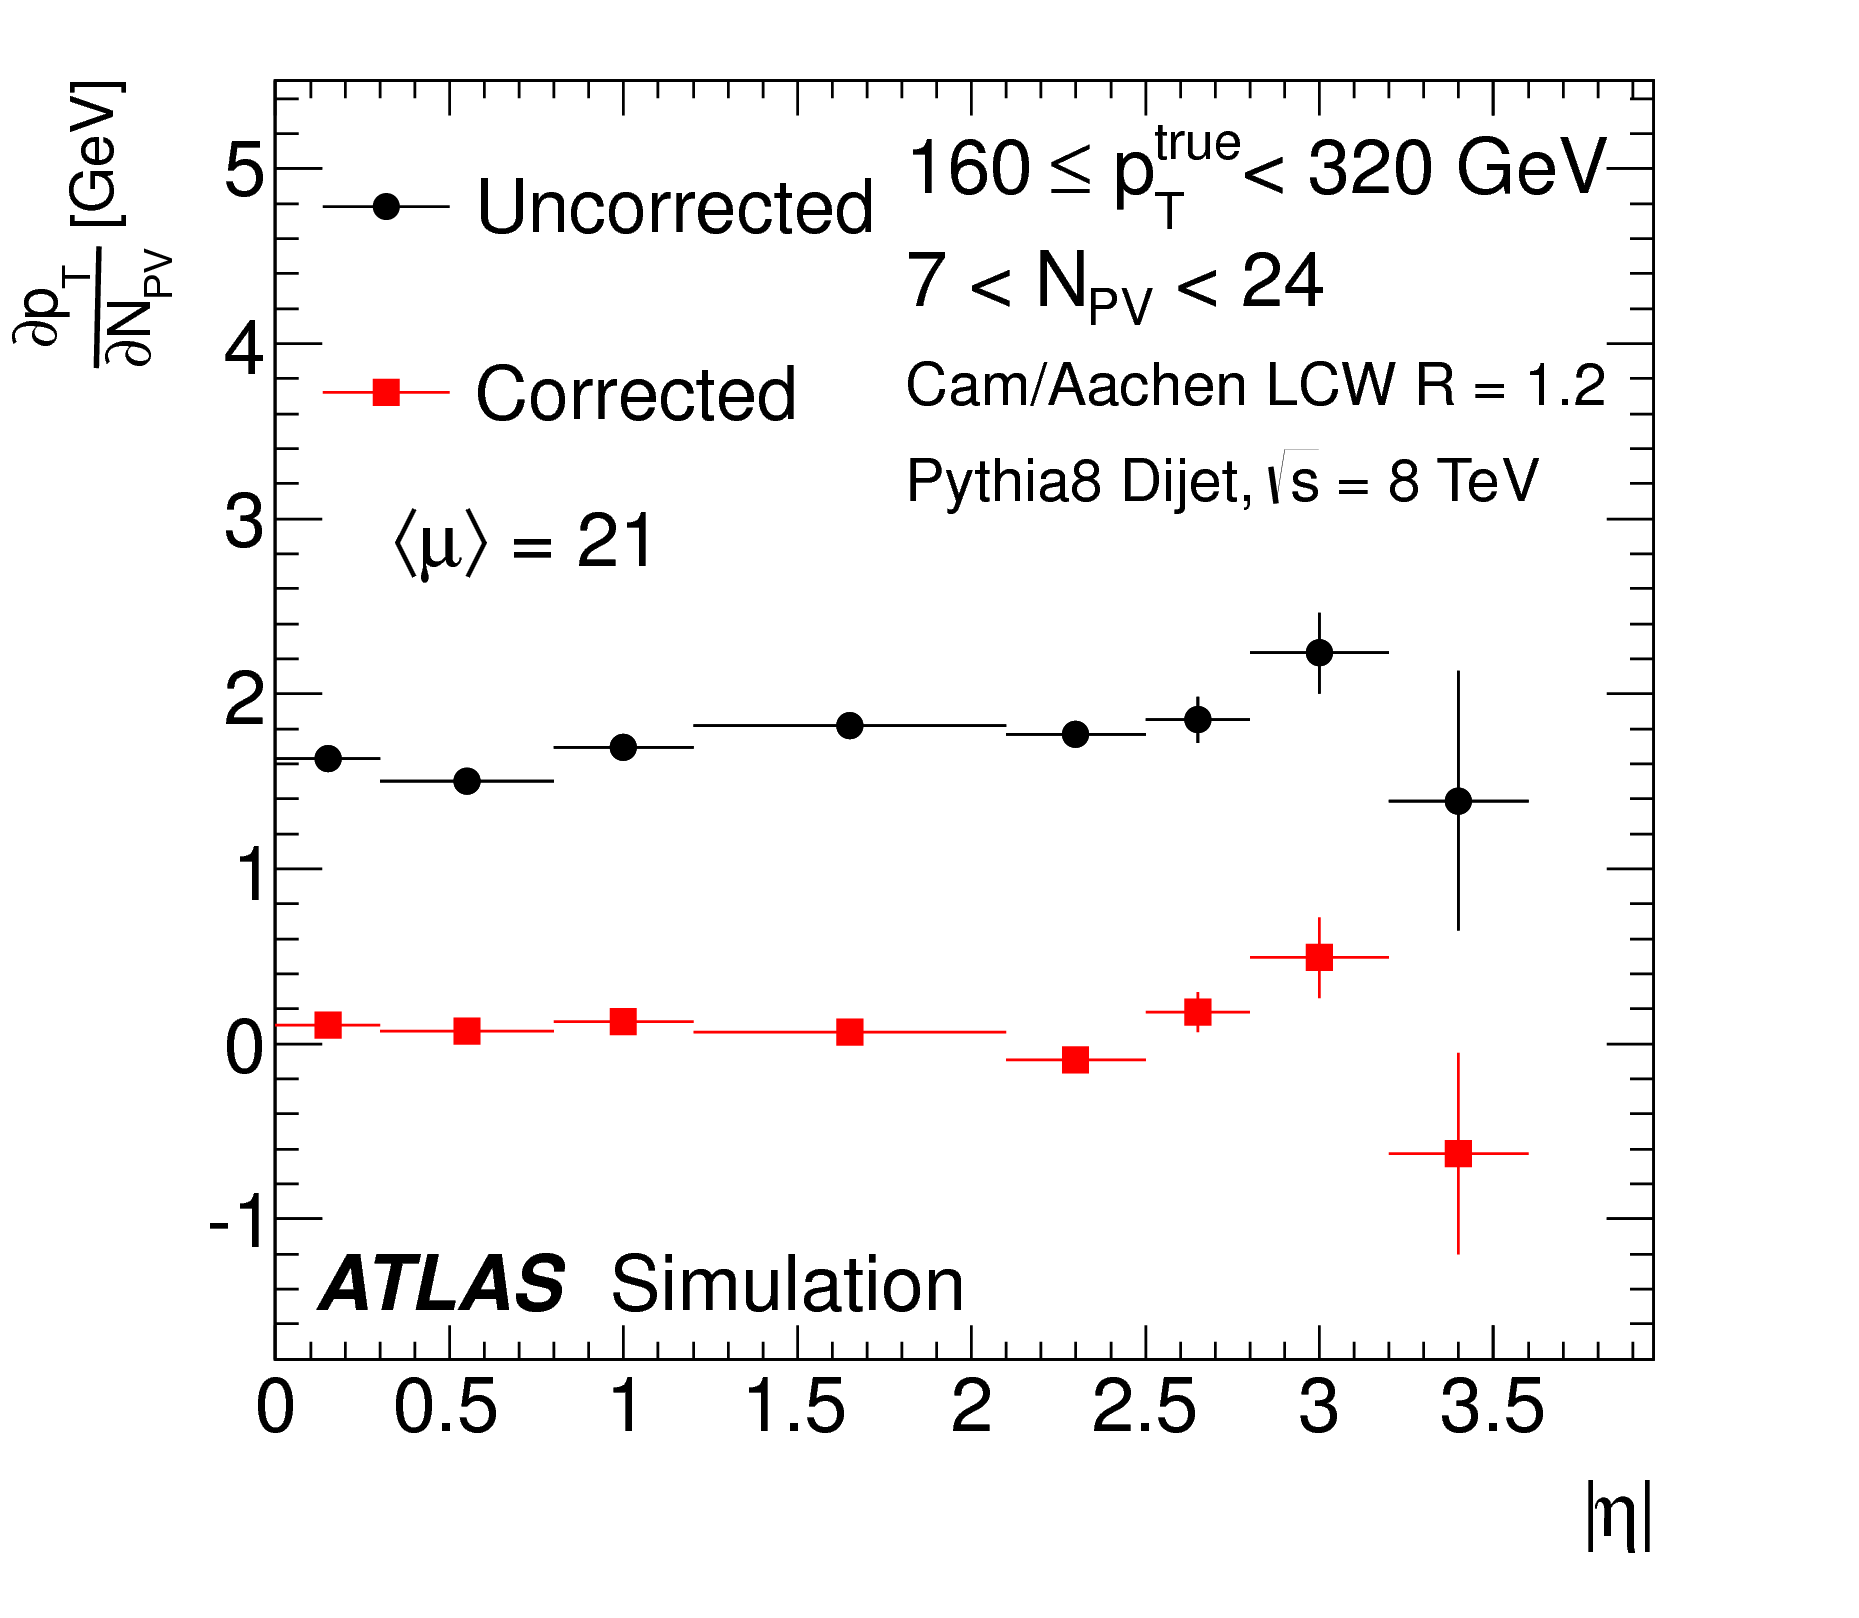 ∂p_T/∂N_PV [GeV]
5
4
3
2
1
0
-1
Uncorrected
Corrected
⟨μ⟩ = 21
160 ≤ p_T^true < 320 GeV
7 < N_PV < 24
Cam/Aachen LCW R = 1.2
Pythia8 Dijet, √s = 8 TeV
ATLAS Simulation
0 0.5 1 1.5 2 2.5 3 3.5
|η|